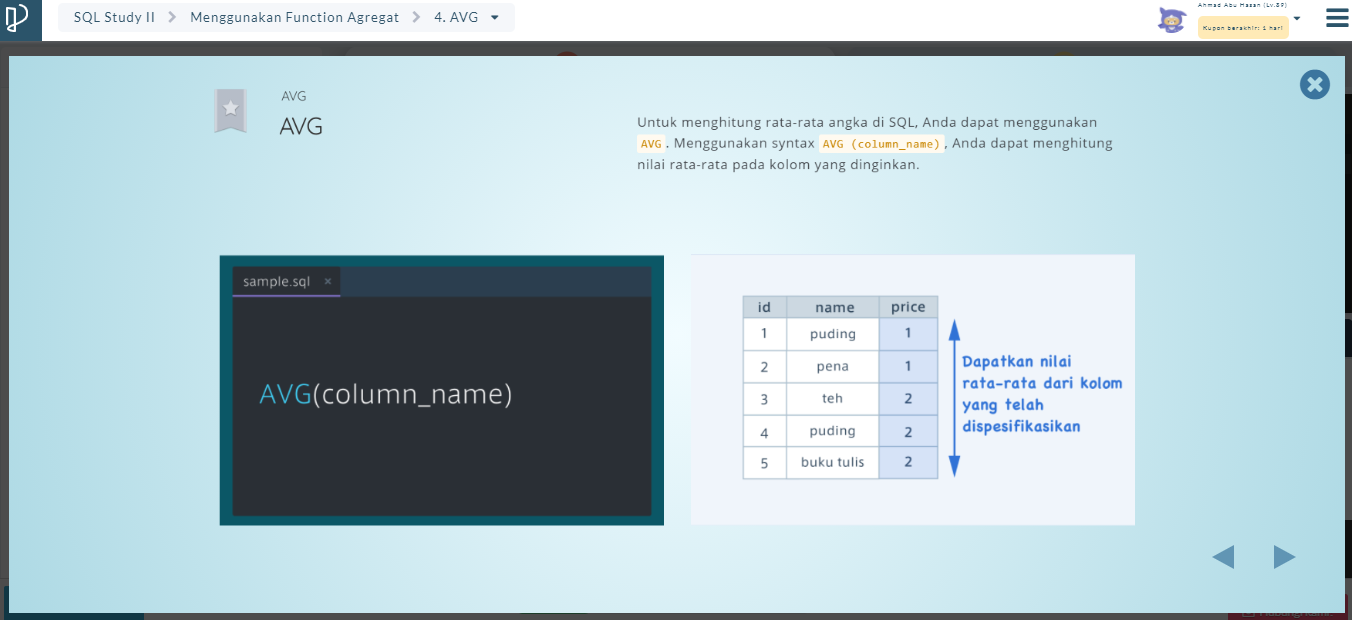 SQL Study II
Menggunakan Function Agregat
4. AVG
Ahmad Abu Hasan (Lv.59)
Kupon berakhir: 1 hari
AVG
AVG
Untuk menghitung rata-rata angka di SQL, Anda dapat menggunakan
AVG. Menggunakan syntax AVG (column_name), Anda dapat menghitung
nilai rata-rata pada kolom yang dinginkan.
sample.sql ×
AVG(column_name)
id name price
1 puding 1
2 pena 1
3 teh 2
4 puding 2
5 buku tulis 2
Dapatkan nilai
rata-rata dari kolom
yang telah
dispesifikasikan